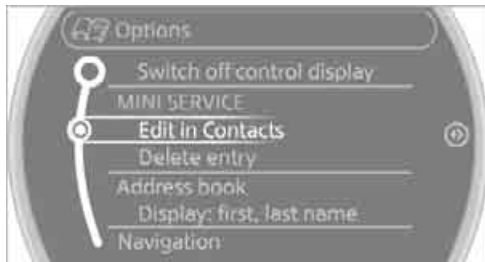 Options
Switch off control display
MINI SERVICE
Edit in Contacts
Delete entry
Address book
Display: first, last name
Navigation